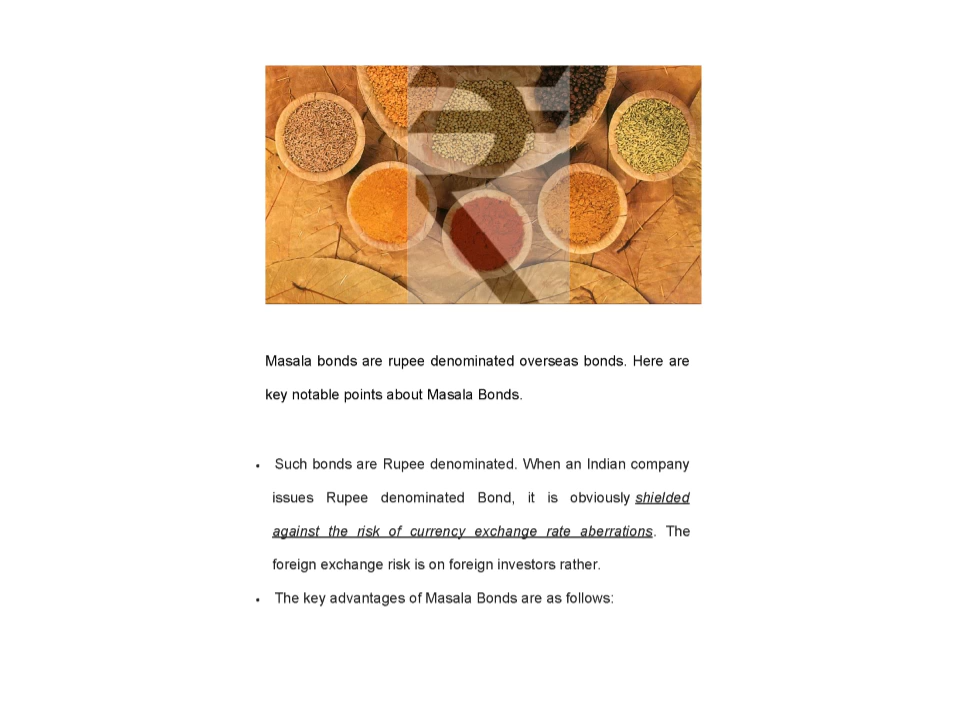 Masala bonds are rupee denominated overseas bonds. Here are
key notable points about Masala Bonds.
• Such bonds are Rupee denominated. When an Indian company
issues Rupee denominated Bond, it is obviously shielded
against the risk of currency exchange rate aberrations. The
foreign exchange risk is on foreign investors rather.
• The key advantages of Masala Bonds are as follows: